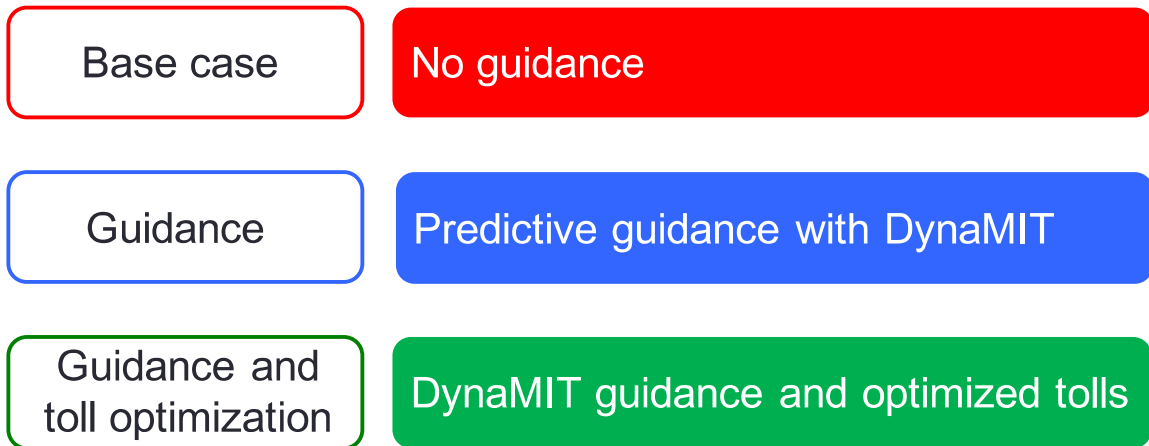 Base case
No guidance
Guidance
Predictive guidance with DynaMIT
Guidance and
toll optimization
DynaMIT guidance and optimized tolls